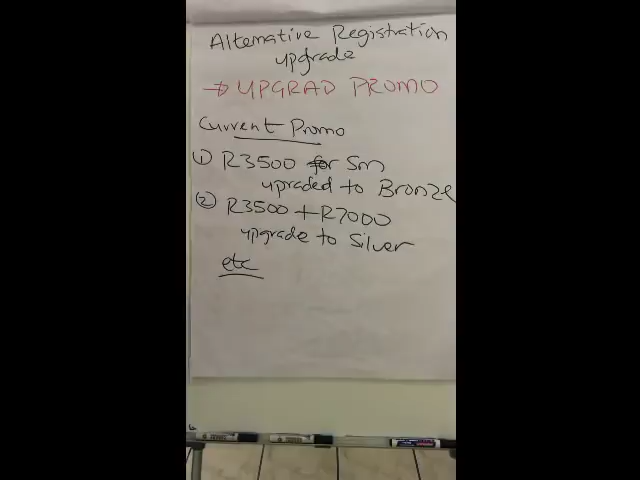 Alternative Registration
upgrade
→ UPGRAD PROMO
Current Promo
① R3500 for Sm
upraded to Bronze
② R3500 + R7000
upgrade to Silver
etc